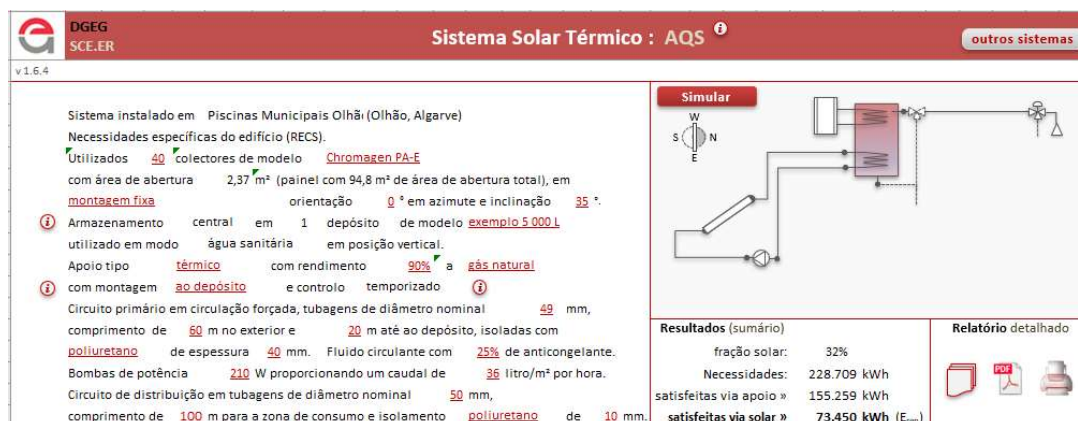 DGEG
SCE.ER
Sistema Solar Térmico : AQS i
outros sistemas
v 1.6.4
Sistema instalado em Piscinas Municipais Olhã (Olhão, Algarve)
Necessidades específicas do edifício (RECS).
Utilizados 40 colectores de modelo Chromagen PA-E
com área de abertura 2,37 m² (painel com 94,8 m² de área de abertura total), em
montagem fixa orientação 0 ° em azimute e inclinação 35 °.
i Armazenamento central em 1 depósito de modelo exemplo 5 000 L
utilizado em modo água sanitária em posição vertical.
Apoio tipo térmico com rendimento 90% a gás natural
i com montagem ao depósito e controlo temporizado i
Circuito primário em circulação forçada, tubagens de diâmetro nominal 49 mm,
comprimento de 60 m no exterior e 20 m até ao depósito, isoladas com
poliuretano de espessura 40 mm. Fluido circulante com 25% de anticongelante.
Bombas de potência 210 W proporcionando um caudal de 36 litro/m² por hora.
Circuito de distribuição em tubagens de diâmetro nominal 50 mm,
comprimento de 100 m para a zona de consumo e isolamento poliuretano de 10 mm.
Simular
W
S N
E
Resultados (sumário)
fração solar: 32%
Necessidades: 228.709 kWh
satisfeitas via apoio » 155.259 kWh
satisfeitas via solar » 73.450 kWh
Relatório detalhado
PDF